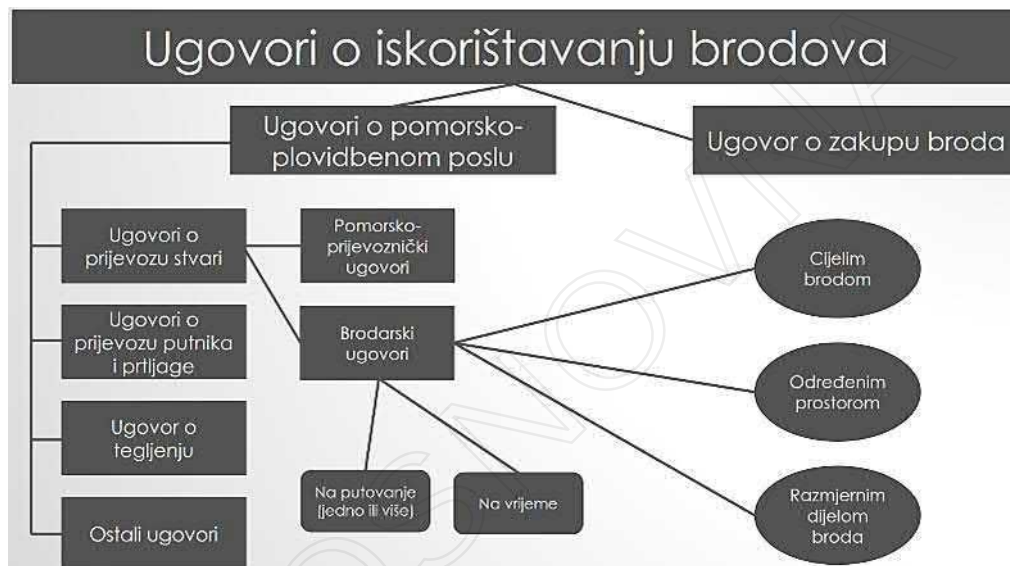 Ugovori o iskorištavanju brodova
Ugovori o pomorsko-
plovidbenom poslu
Ugovor o zakupu broda
Ugovori o
prijevozu stvari
Pomorsko-
prijevoznički
ugovori
Cijelim
brodom
Ugovori o
prijevozu putnika
i prtljage
Brodarski
ugovori
Određenim
prostorom
Ugovor o
tegljenju
Na putovanje
(jedno ili više)
Na vrijeme
Razmjernim
dijelom
broda
Ostali ugovori